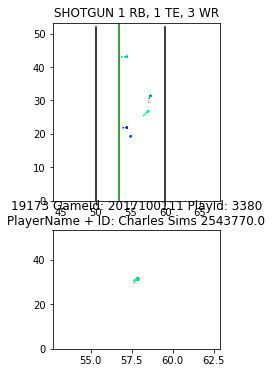 SHOTGUN 1 RB, 1 TE, 3 WR
50
40
30
20
10
0
45 50 55 60 65
19173 GameId: 2017100111 PlayId: 3380
PlayerName + ID: Charles Sims 2543770.0
40
20
0
55.0 57.5 60.0 62.5